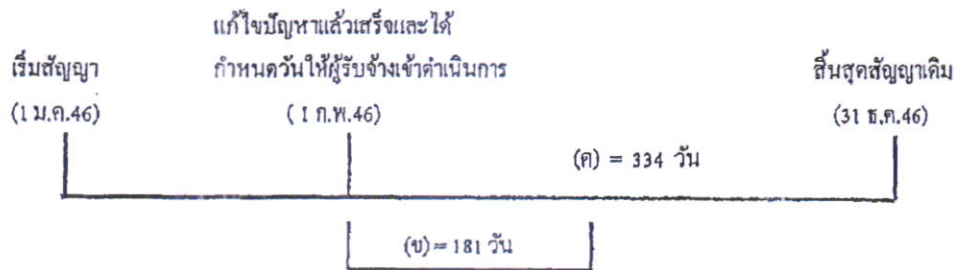 แก้ไขปัญหาแล้วเสร็จและได้
เริ่มสัญญา กำหนดวันให้ผู้รับจ้างเข้าดำเนินการ สิ้นสุดสัญญาเดิม
(1 ม.ค.46) (1 ก.พ.46) (31 ธ.ค.46)
(ค) = 334 วัน
(ข) = 181 วัน